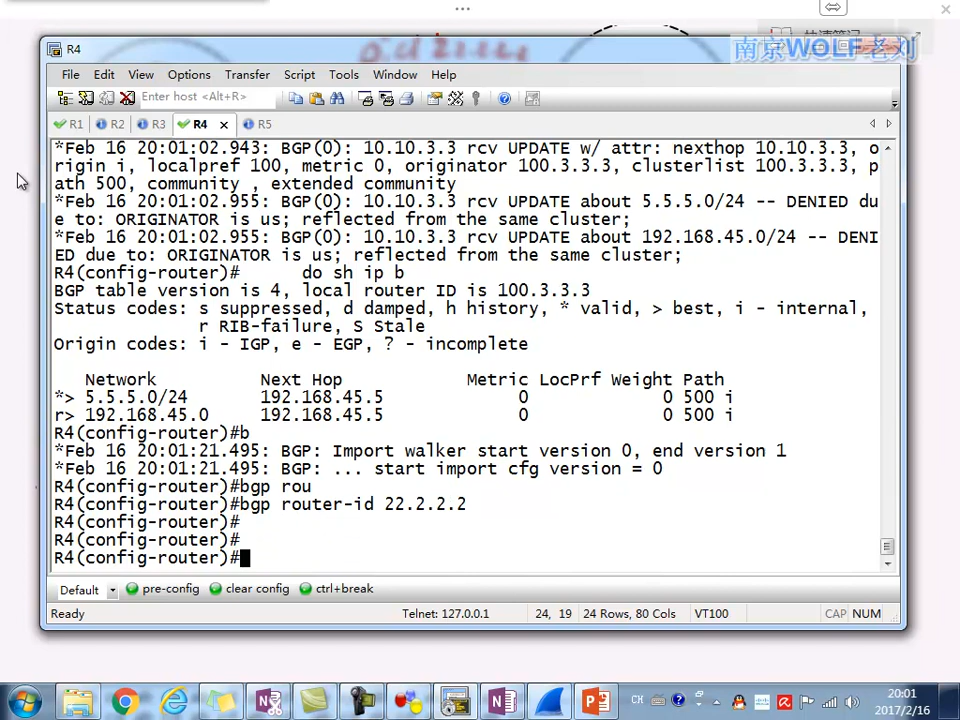 南京WOLF老刘
R4
File Edit View Options Transfer Script Tools Window Help
Enter host <Alt+R>
R1 R2 R3 R4 R5
*Feb 16 20:01:02.943: BGP(0): 10.10.3.3 rcv UPDATE w/ attr: nexthop 10.10.3.3, o
rigin i, localpref 100, metric 0, originator 100.3.3.3, clusterlist 100.3.3.3, p
ath 500, community , extended community
*Feb 16 20:01:02.955: BGP(0): 10.10.3.3 rcv UPDATE about 5.5.5.0/24 -- DENIED du
e to: ORIGINATOR is us; reflected from the same cluster;
*Feb 16 20:01:02.955: BGP(0): 10.10.3.3 rcv UPDATE about 192.168.45.0/24 -- DENI
ED due to: ORIGINATOR is us; reflected from the same cluster;
R4(config-router)#      do sh ip b
BGP table version is 4, local router ID is 100.3.3.3
Status codes: s suppressed, d damped, h history, * valid, > best, i - internal,
r RIB-failure, S Stale
Origin codes: i - IGP, e - EGP, ? - incomplete
Network Next Hop Metric LocPrf Weight Path
*> 5.5.5.0/24 192.168.45.5 0 0 500 i
r> 192.168.45.0 192.168.45.5 0 0 500 i
R4(config-router)#b
*Feb 16 20:01:21.495: BGP: Import walker start version 0, end version 1
*Feb 16 20:01:21.495: BGP: ... start import cfg version = 0
R4(config-router)#bgp rou
R4(config-router)#bgp router-id 22.2.2.2
R4(config-router)#
R4(config-router)#
R4(config-router)#
Default pre-config clear config ctrl+break
Ready Telnet: 127.0.0.1 24, 19 24 Rows, 80 Cols VT100 CAP NUM
CH 20:01
2017/2/16